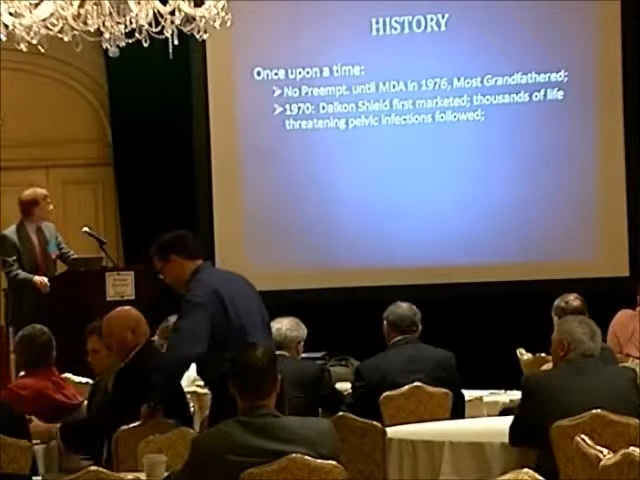 HISTORY
Once upon a time:
➢No Preempt. until MDA in 1976, Most Grandfathered;
➢1970: Dalkon Shield first marketed; thousands of life
threatening pelvic infections followed;